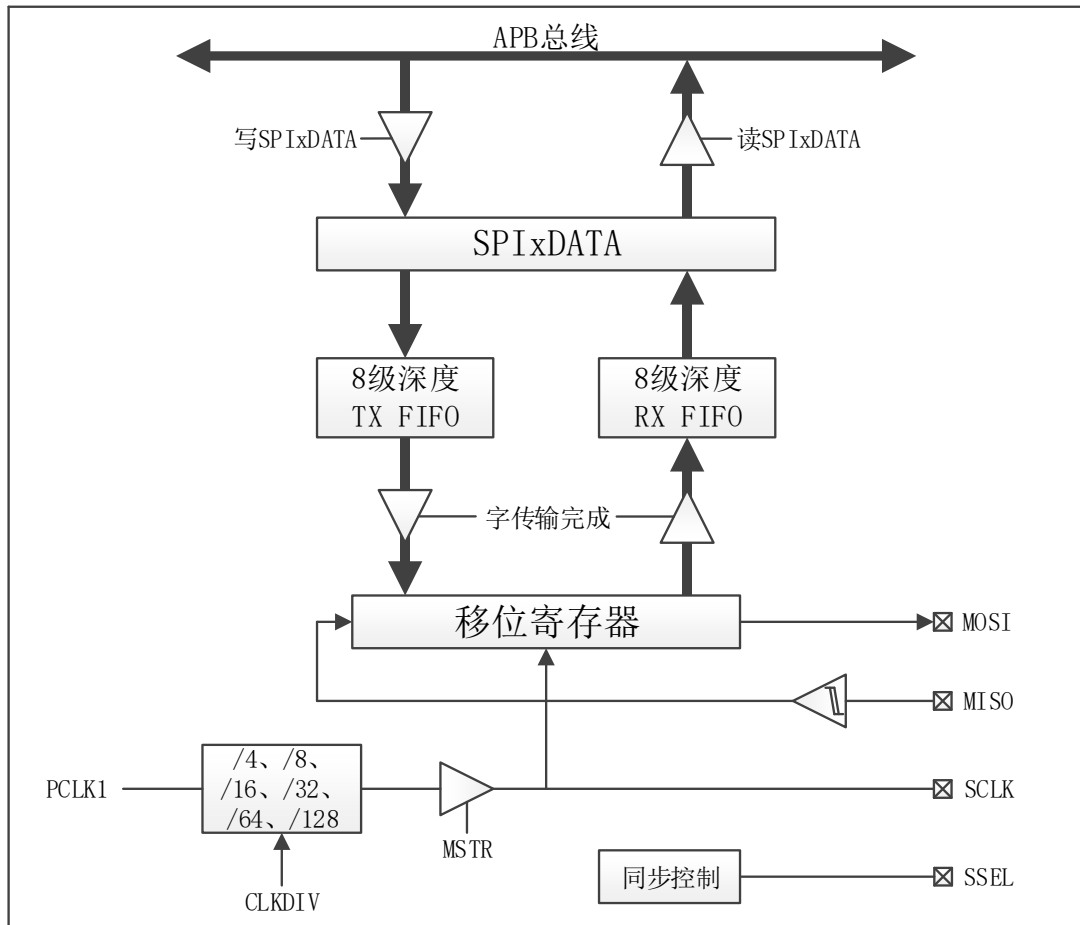 APB总线
写SPIxDATA
读SPIxDATA
SPIxDATA
8级深度
TX FIFO
8级深度
RX FIFO
字传输完成
移位寄存器
MOSI
MISO
/4、/8、
/16、/32、
/64、/128
PCLK1
SCLK
MSTR
CLKDIV
同步控制
SSEL